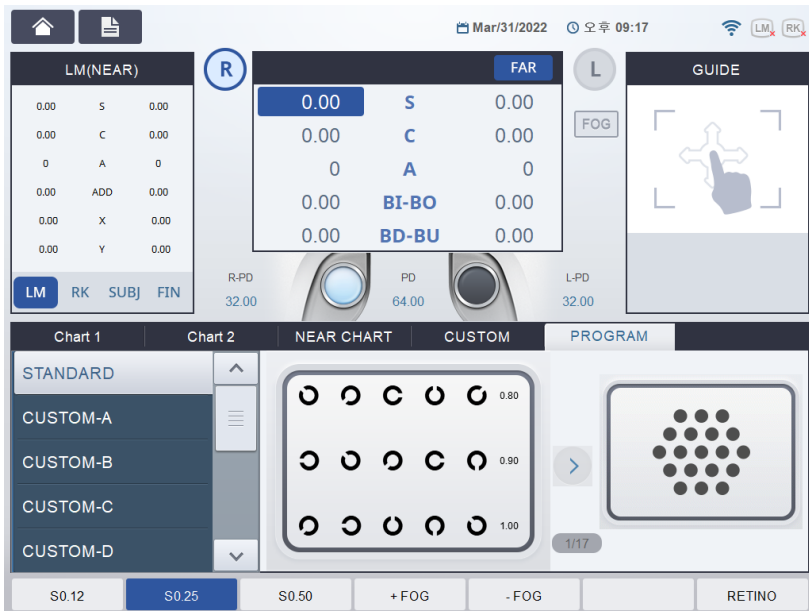 Mar/31/2022 오후 09:17 LM RK
LM(NEAR)
0.00 S 0.00
0.00 C 0.00
0 A 0
0.00 ADD 0.00
0.00 X 0.00
0.00 Y 0.00
LM RK SUBJ FIN
R L
FAR
0.00 S 0.00
0.00 C 0.00
0 A 0
0.00 BI-BO 0.00
0.00 BD-BU 0.00
FOG
R-PD PD L-PD
32.00 64.00 32.00
GUIDE
Chart 1 Chart 2 NEAR CHART CUSTOM PROGRAM
STANDARD
CUSTOM-A
CUSTOM-B
CUSTOM-C
CUSTOM-D
0.80
0.90
1.00
1/17
S0.12 S0.25 S0.50 + FOG - FOG RETINO